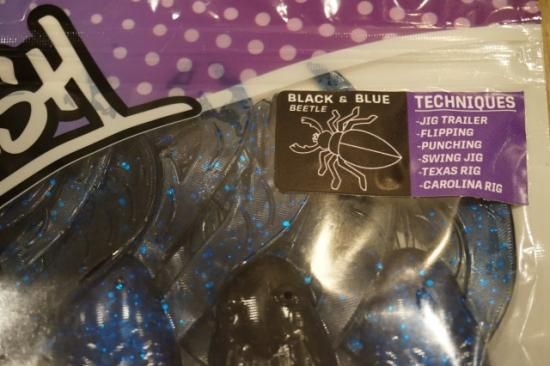 BLACK & BLUE
BEETLE
TECHNIQUES
-JIG TRAILER
-FLIPPING
-PUNCHING
-SWING JIG
-TEXAS RIG
-CAROLINA RIG